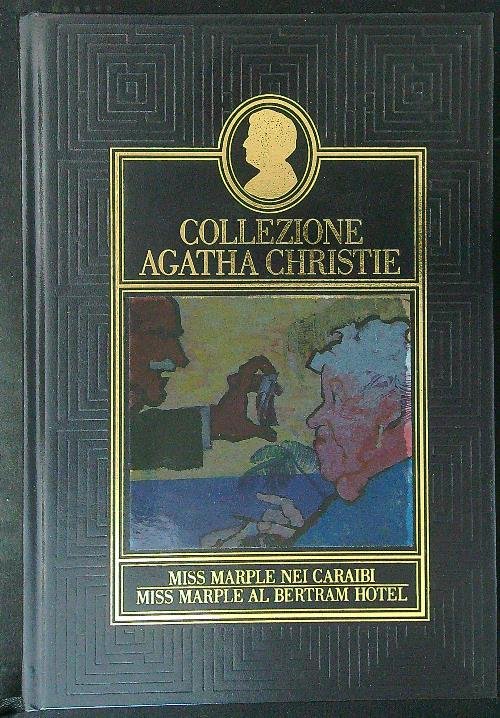 COLLEZIONE
AGATHA CHRISTIE
MISS MARPLE NEI CARAIBI
MISS MARPLE AL BERTRAM HOTEL